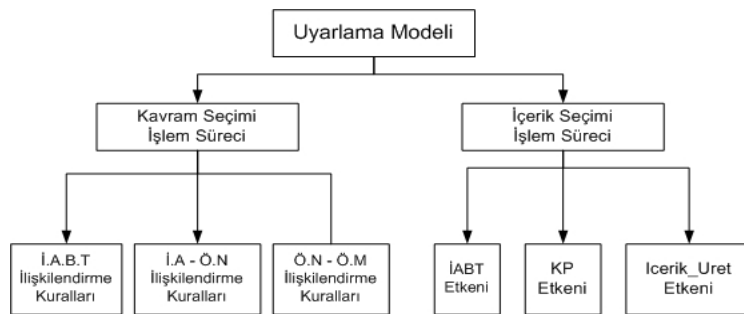 Uyarlama Modeli
Kavram Seçimi
İşlem Süreci
İçerik Seçimi
İşlem Süreci
İ.A.B.T
İlişkilendirme
Kuralları
İ.A - Ö.N
İlişkilendirme
Kuralları
Ö.N - Ö.M
İlişkilendirme
Kuralları
İABT
Etkeni
KP
Etkeni
Icerik_Uret
Etkeni